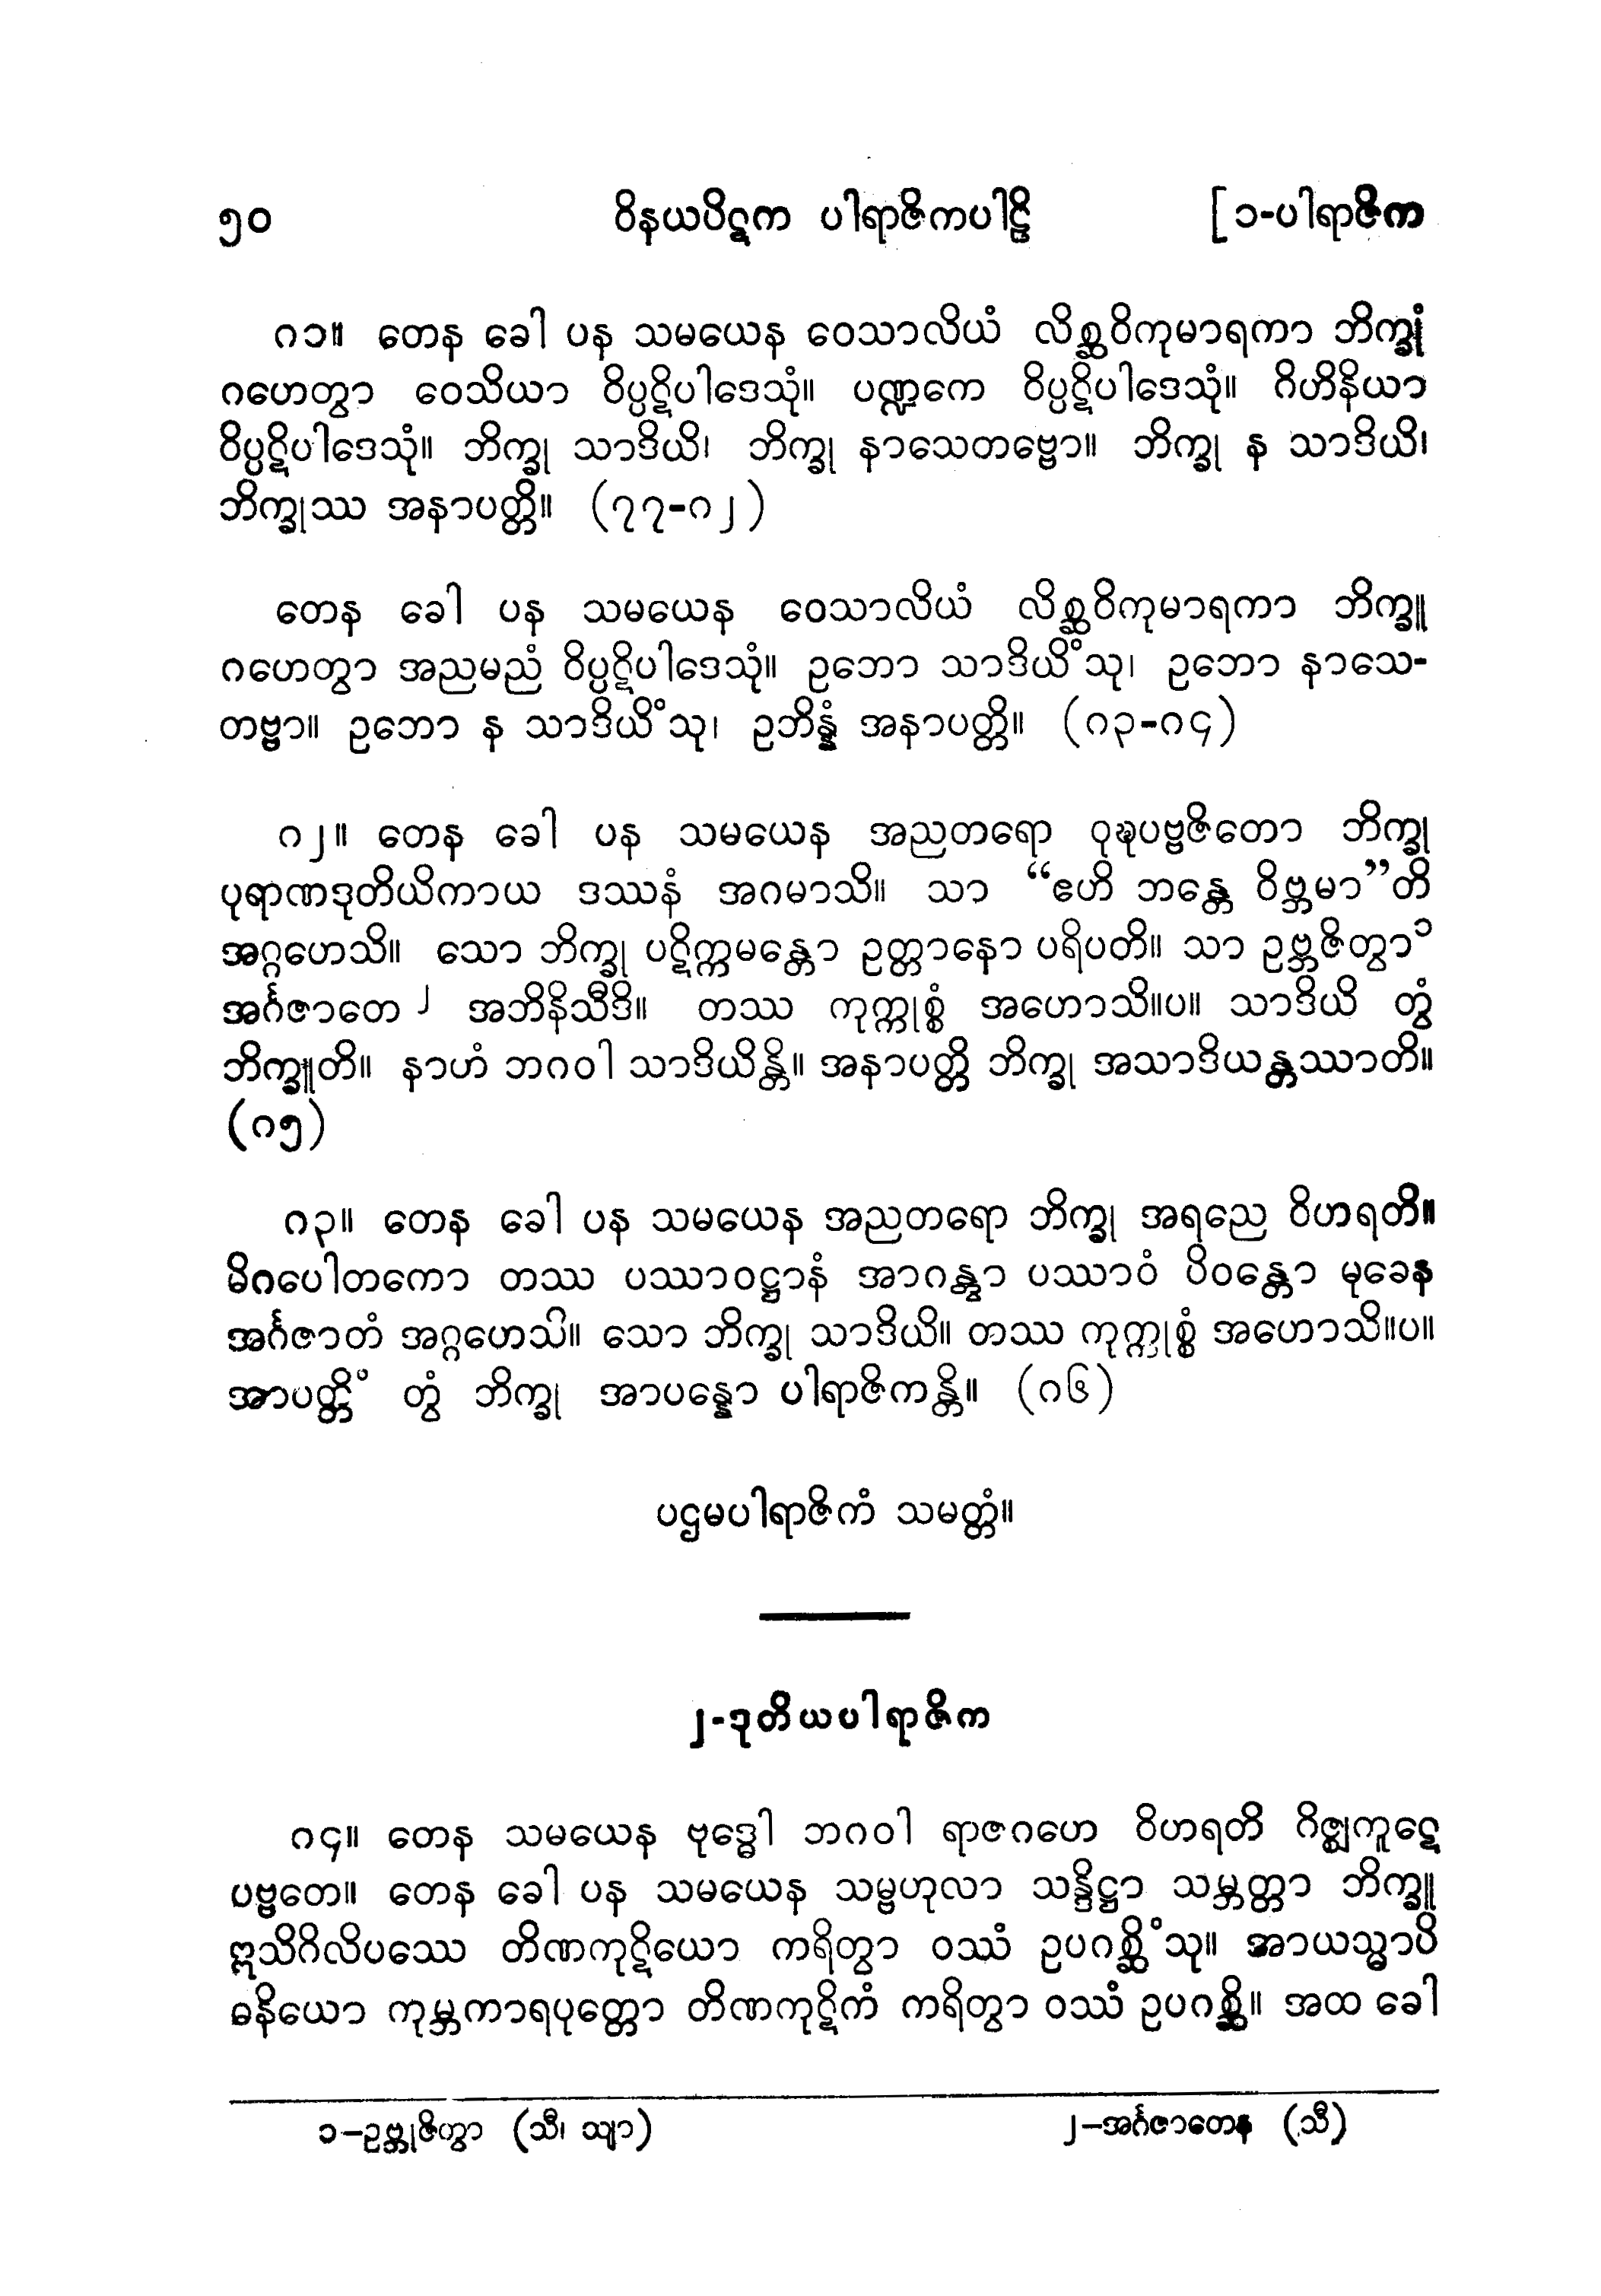 ၅၀ ဝိနယပိဋက ပါရာဇိကပါဠိ [၁-ပါရာဇိက
ဂ၁။ တေန ခေါ ပန သမယေန ဝေသာလိယံ လိစ္ဆဝိကုမာရကာ ဘိက္ခုံ
ဂဟေတွာ ဝေသိယာ ဝိပ္ပဋိပါဒေသုံ။ ပဏ္ဍကေ ဝိပ္ပဋိပါဒေသုံ။ ဂိဟိနိယာ
ဝိပ္ပဋိပါဒေသုံ။ ဘိက္ခု သာဒိယိ၊ ဘိက္ခု နာသေတဗ္ဗော။ ဘိက္ခု န သာဒိယိ၊
ဘိက္ခုဿ အနာပတ္တိ။ (၇၇-ဂ၂)
တေန ခေါ ပန သမယေန ဝေသာလိယံ လိစ္ဆဝိကုမာရကာ ဘိက္ခူ
ဂဟေတွာ အညမညံ ဝိပ္ပဋိပါဒေသုံ။ ဥဘော သာဒိယိံသု၊ ဥဘော နာသေ-
တဗ္ဗာ။ ဥဘော န သာဒိယိံသု၊ ဥဘိန္နံ အနာပတ္တိ။ (ဂ၃-ဂ၄)
ဂ၂။ တေန ခေါ ပန သမယေန အညတရော ဝုဍ္ဎပဗ္ဗဇိတော ဘိက္ခု
ပုရာဏဒုတိယိကာယ ဒဿနံ အဂမာသိ။ သာ “ဧဟိ ဘန္တေ ဝိဗ္ဘမာ”တိ
အဂ္ဂဟေသိ။ သော ဘိက္ခု ပဋိက္ကမန္တော ဥတ္တာနော ပရိပတိ။ သာ ဥဗ္ဘဇိတွာ ၁
အင်္ဂဇာတေ ၂ အဘိနိသီဒိ။ တဿ ကုက္ကုစ္စံ အဟောသိ။ပ။ သာဒိယိ တွံ
ဘိက္ခူတိ။ နာဟံ ဘဂဝါ သာဒိယိန္တိ။ အနာပတ္တိ ဘိက္ခု အသာဒိယန္တဿာတိ။
(ဂ၅)
ဂ၃။ တေန ခေါ ပန သမယေန အညတရော ဘိက္ခု အရညေ ဝိဟရတိ။
မိဂပေါတကော တဿ ပဿာဝဋ္ဌာနံ အာဂန္တွာ ပဿာဝံ ပိဝန္တော မုခေန
အင်္ဂဇာတံ အဂ္ဂဟေသိ။ သော ဘိက္ခု သာဒိယိ။ တဿ ကုက္ကုစ္စံ အဟောသိ။ပ။
အာပတ္တိံ တွံ ဘိက္ခု အာပန္နော ပါရာဇိကန္တိ။ (ဂ၆)
ပဌမပါရာဇိကံ သမတ္တံ။
၂-ဒုတိယပါရာဇိက
ဂ၄။ တေန သမယေန ဗုဒ္ဓေါ ဘဂဝါ ရာဇဂဟေ ဝိဟရတိ ဂိဇ္ဈကူဋေ
ပဗ္ဗတေ။ တေန ခေါ ပန သမယေန သမ္ဗဟုလာ သန္ဒိဋ္ဌာ သမ္ဘတ္တာ ဘိက္ခူ
ဣသိဂိလိပဿေ တိဏကုဋိယော ကရိတွာ ဝဿံ ဥပဂစ္ဆိံသု။ အာယသ္မာပိ
ဓနိယော ကုမ္ဘကာရပုတ္တော တိဏကုဋိကံ ကရိတွာ ဝဿံ ဥပဂစ္ဆိ။ အထ ခေါ
၁-ဥဗ္ဘုဇိတွာ (သီ၊ သျာ) ၂-အင်္ဂဇာတေန (သီ)